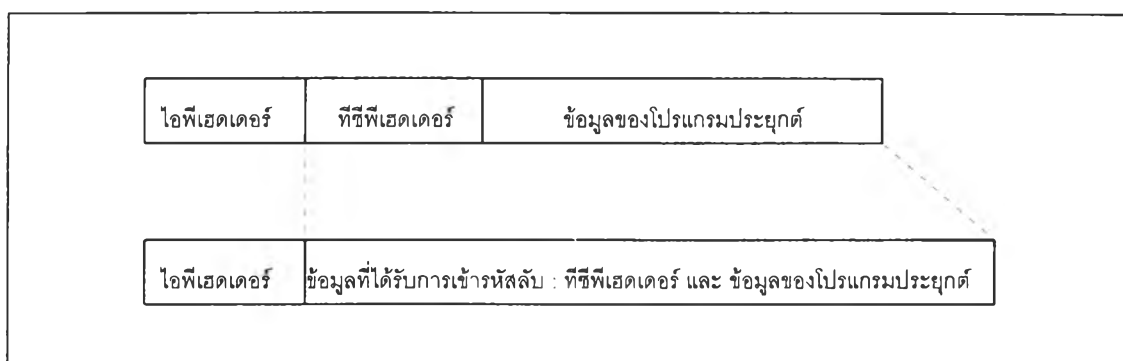 ไอพีเฮดเดอร์ ทีซีพีเฮดเดอร์ ข้อมูลของโปรแกรมประยุกต์
ไอพีเฮดเดอร์ ข้อมูลที่ได้รับการเข้ารหัสลับ : ทีซีพีเฮดเดอร์ และ ข้อมูลของโปรแกรมประยุกต์